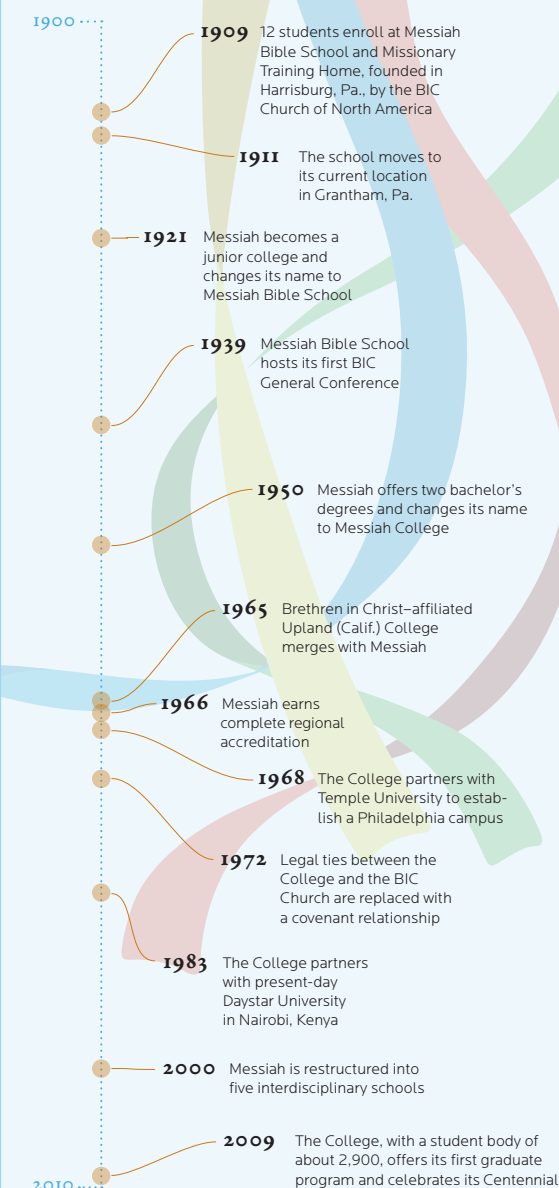 1900
1909 12 students enroll at Messiah
Bible School and Missionary
Training Home, founded in
Harrisburg, Pa., by the BIC
Church of North America
1911 The school moves to
its current location
in Grantham, Pa.
1921 Messiah becomes a
junior college and
changes its name to
Messiah Bible School
1939 Messiah Bible School
hosts its first BIC
General Conference
1950 Messiah offers two bachelor's
degrees and changes its name
to Messiah College
1965 Brethren in Christ–affiliated
Upland (Calif.) College
merges with Messiah
1966 Messiah earns
complete regional
accreditation
1968 The College partners with
Temple University to estab-
lish a Philadelphia campus
1972 Legal ties between the
College and the BIC
Church are replaced with
a covenant relationship
1983 The College partners
with present-day
Daystar University
in Nairobi, Kenya
2000 Messiah is restructured into
five interdisciplinary schools
2009 The College, with a student body of
about 2,900, offers its first graduate
program and celebrates its Centennial
2010